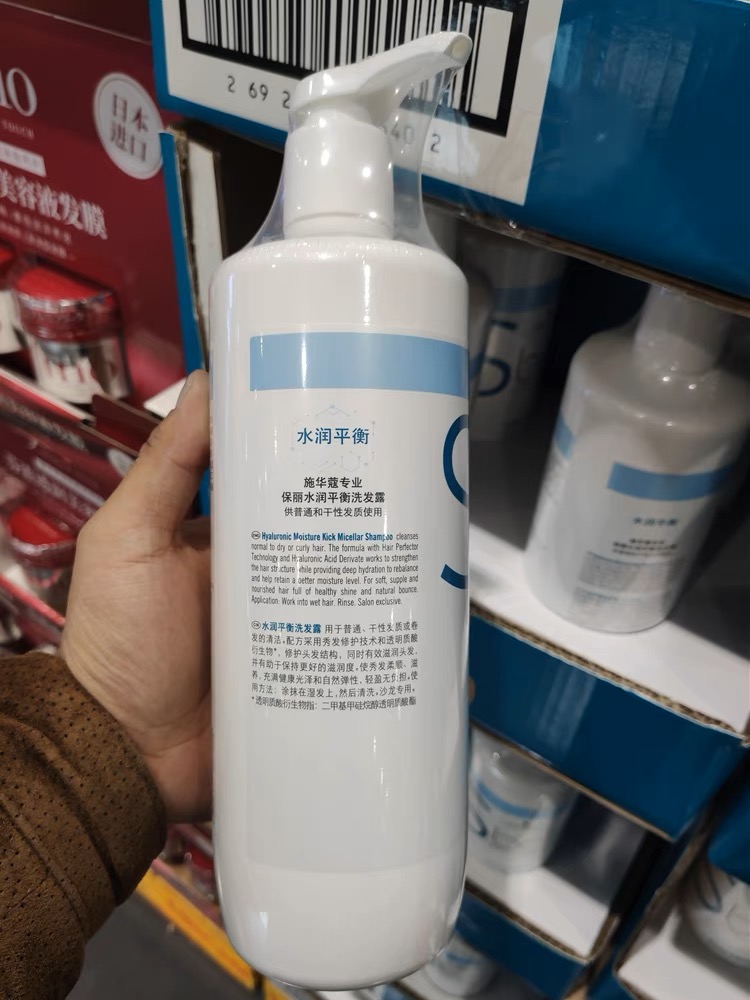 2 69 2
40 2
10
TOUCH
日本
进口
美容液发膜
水润平衡
施华蔻专业
保丽水润平衡洗发露
供普通和干性发质使用
Hyaluronic Moisture Kick Micellar Shampoo cleanses
normal to dry or curly hair. The formula with Hair Perfector
Technology and Hyaluronic Acid Derivate works to strengthen
the hair structure while providing deep hydration to rebalance
and help retain a better moisture level. For soft, supple and
nourished hair full of healthy shine and natural bounce.
Application: Work into wet hair. Rinse. Salon exclusive.
水润平衡洗发露 用于普通、干性发质或卷
发的清洁。配方采用秀发修护技术和透明质酸
衍生物*，修护头发结构，同时有效滋润头发，
并有助于保持更好的滋润度。使秀发柔顺、滋
养，充满健康光泽和自然弹性，轻盈无负担。使
用方法：涂抹在湿发上，然后清洗。沙龙专用。
*透明质酸衍生物指：二甲基甲硅烷醇透明质酸酯
S
水润平衡